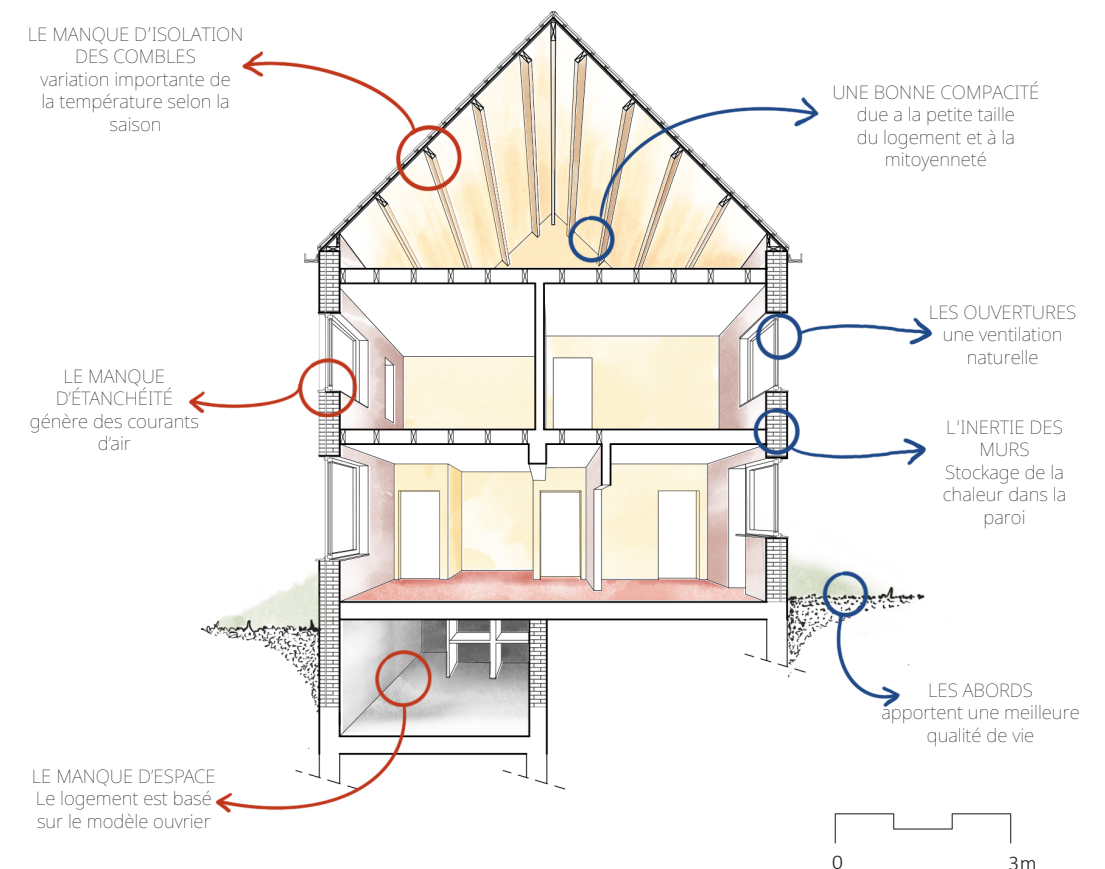 LE MANQUE D'ISOLATION
DES COMBLES
variation importante de
la température selon la
saison
UNE BONNE COMPACITÉ
due a la petite taille
du logement et à la
mitoyenneté
LES OUVERTURES
une ventilation
naturelle
LE MANQUE
D'ÉTANCHÉITÉ
génère des courants
d'air
L'INERTIE DES
MURS
Stockage de la
chaleur dans la
paroi
LES ABORDS
apportent une meilleure
qualité de vie
LE MANQUE D'ESPACE
Le logement est basé
sur le modèle ouvrier
0 3m